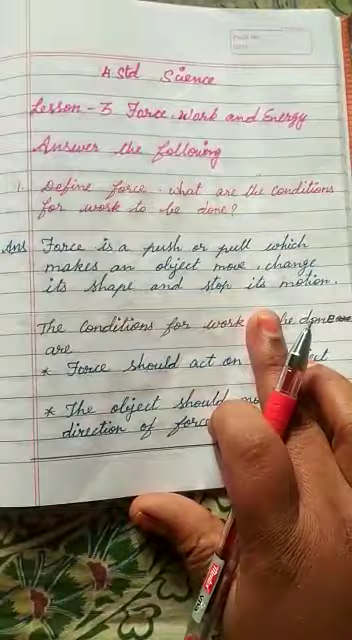 4 Std Science
Lesson - 5 Force, Work and Energy
Answer the following
1. Define force. What are the conditions
for work to be done?
Ans Force is a push or pull which
makes an object move, change
its shape and stop its motion.
The conditions for work be done
are
* Force should act on
* The object should
direction of force